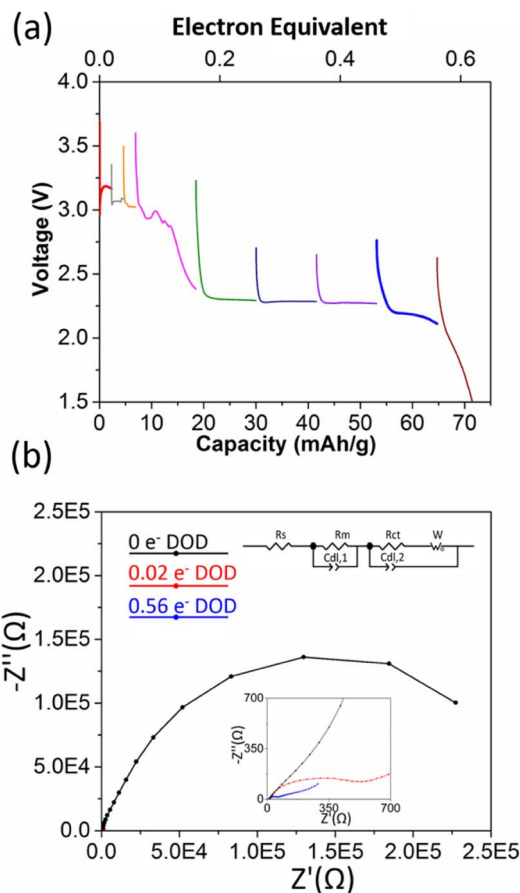 (a)
Electron Equivalent
0.0 0.2 0.4 0.6
4.0
3.5
3.0
2.5
2.0
1.5
Voltage (V)
0 10 20 30 40 50 60 70
Capacity (mAh/g)
(b)
2.5E5
2.0E5
1.5E5
1.0E5
5.0E4
0.0
-Z''(Ω)
0 e- DOD
0.02 e- DOD
0.56 e- DOD
Rs Rm Rct W
Cdl,1 Cdl,2
700
350
0
-Z''(Ω)
0 350 700
Z'(Ω)
0.0 5.0E4 1.0E5 1.5E5 2.0E5 2.5E5
Z'(Ω)